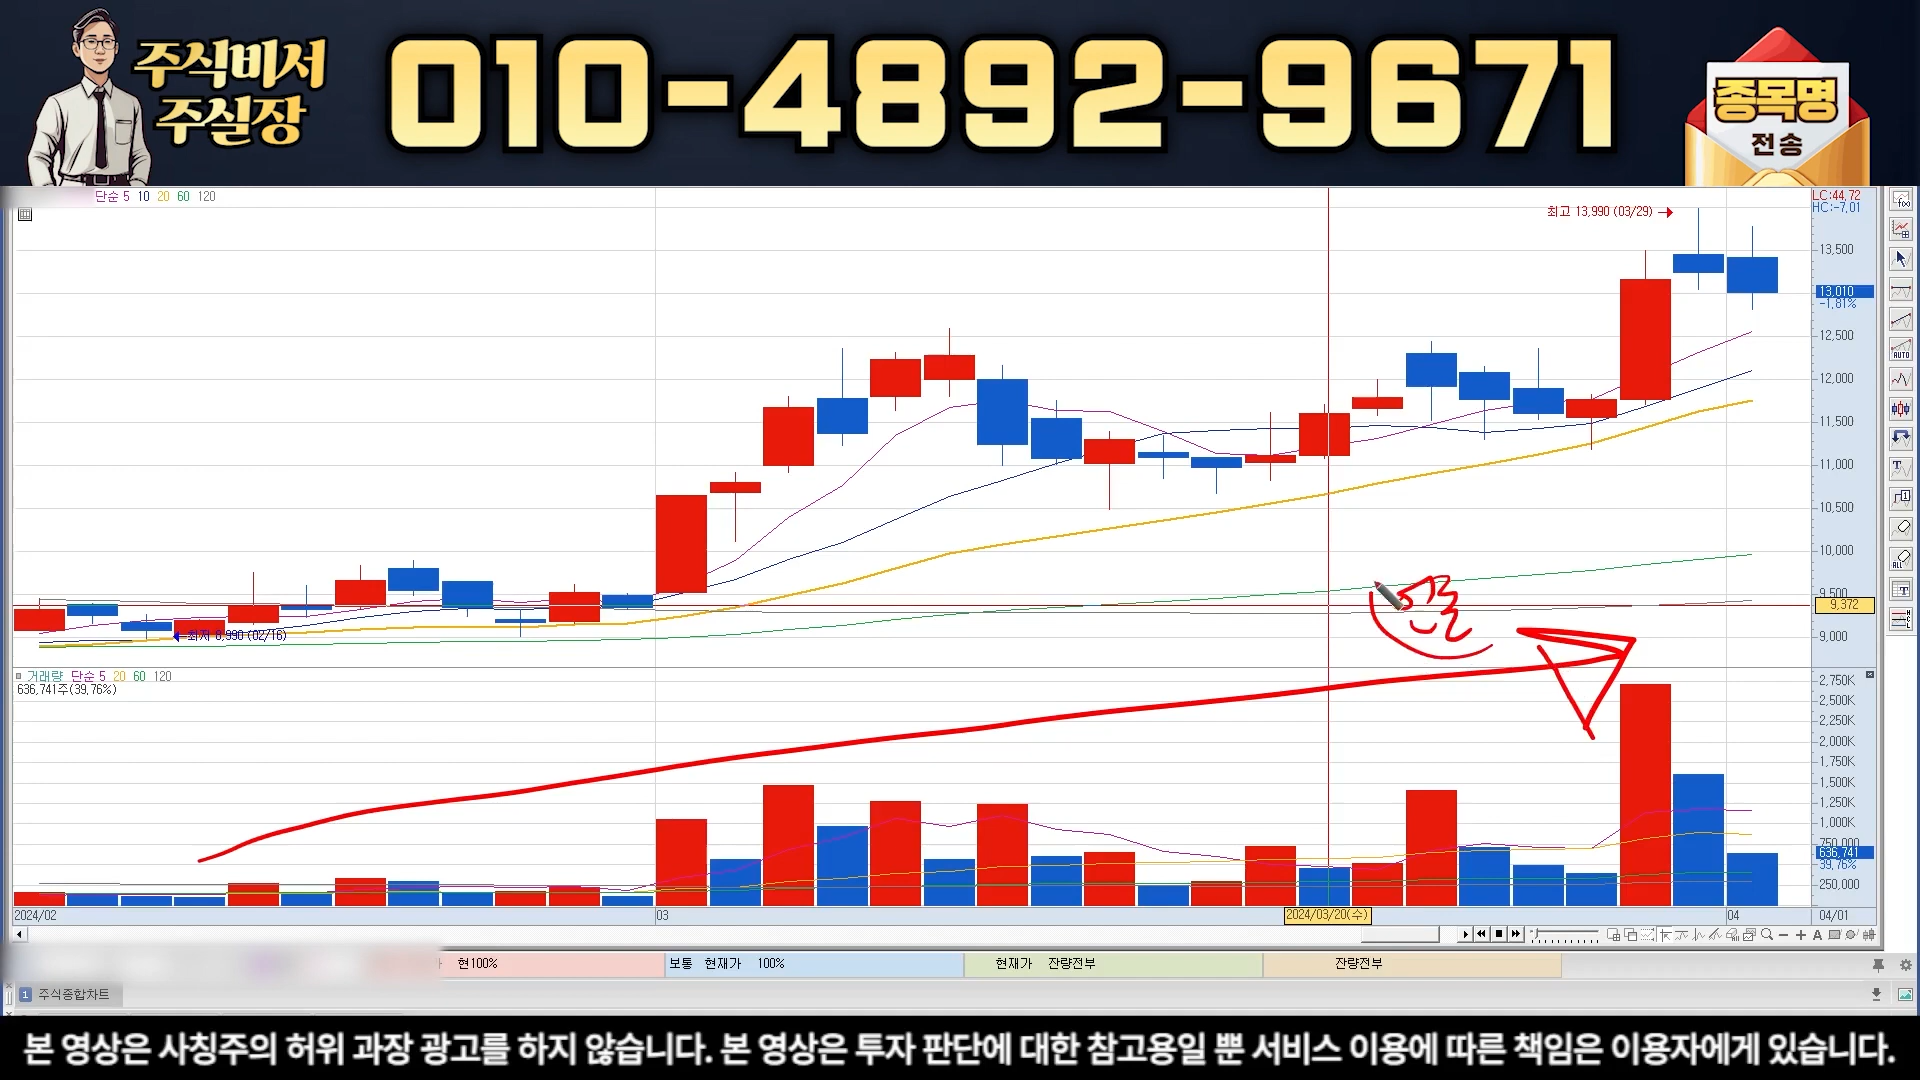 주식비서
주실장
010-4892-9671
종목명
전송
단순 5 10 20 60 120
LC:44,72
HC:-7,01
최고 13,990 (03/29)
13,500
13,010
-1,81%
12,500
12,000
11,500
11,000
10,500
10,000
9,500
9,372
9,000
최저 8,990 (02/16)
거래량 단순 5 20 60 120
636,741주(39,76%)
2,750K
2,500K
2,250K
2,000K
1,750K
1,500K
1,250K
1,000K
750,000
636,741
39,76%
250,000
2024/02
03
2024/03/20(수)
04
04/01
현100%
보통 현재가 100%
현재가 잔량전부
잔량전부
1 주식종합차트
본 영상은 사칭주의 허위 과장 광고를 하지 않습니다. 본 영상은 투자 판단에 대한 참고용일 뿐 서비스 이용에 따른 책임은 이용자에게 있습니다.